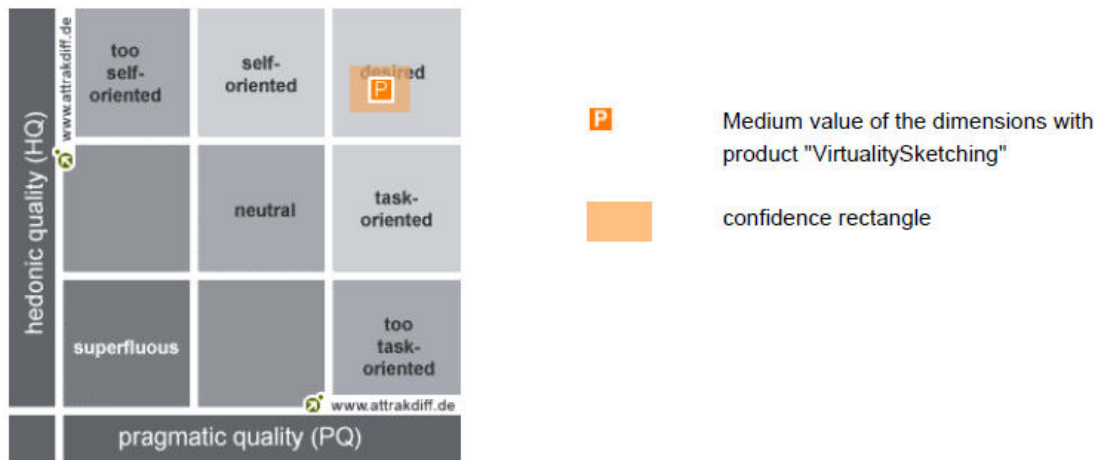 hedonic quality (HQ)
www.attrakdiff.de
too
self-
oriented
self-
oriented
desired
P
neutral
task-
oriented
superfluous
too
task-
oriented
www.attrakdiff.de
pragmatic quality (PQ)
P
Medium value of the dimensions with
product "VirtualitySketching"
confidence rectangle